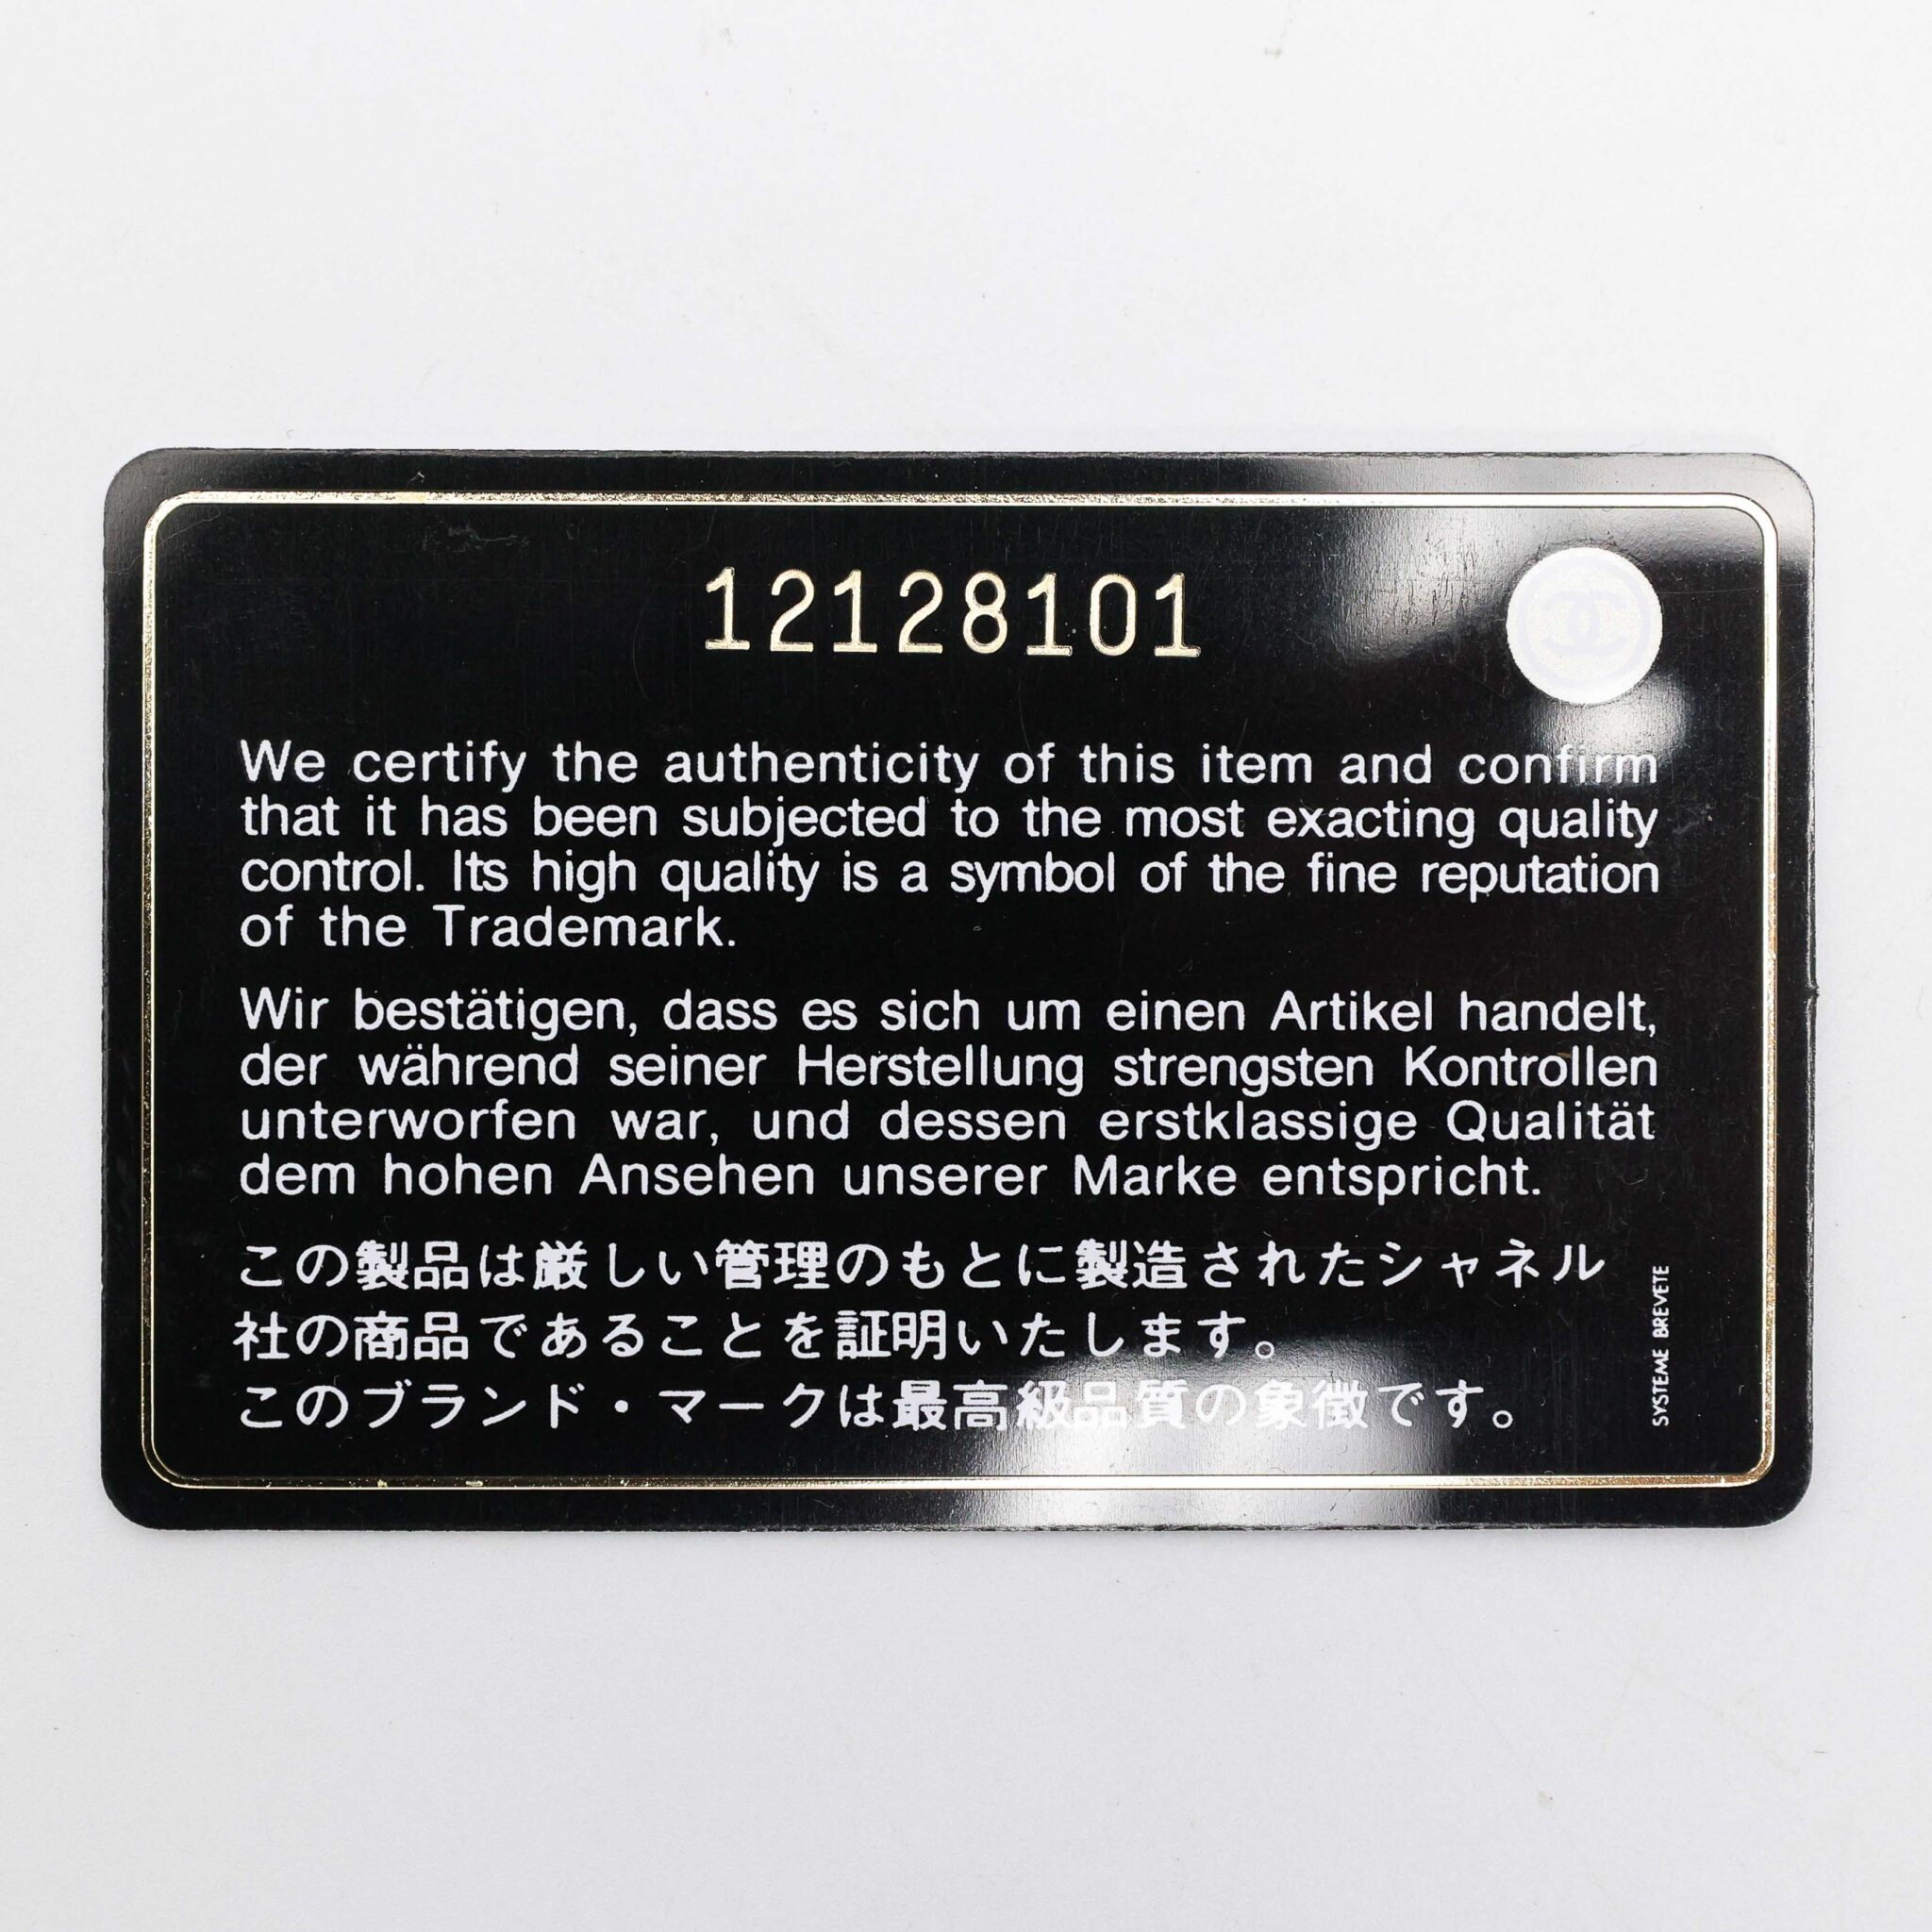 12128101
We certify the authenticity of this item and confirm
that it has been subjected to the most exacting quality
control. Its high quality is a symbol of the fine reputation
of the Trademark.
Wir bestätigen, dass es sich um einen Artikel handelt,
der während seiner Herstellung strengsten Kontrollen
unterworfen war, und dessen erstklassige Qualität
dem hohen Ansehen unserer Marke entspricht.
この製品は厳しい管理のもとに製造されたシャネル
社の商品であることを証明いたします。
このブランド・マークは最高級品質の象徴です。
SYSTEME BREVETE